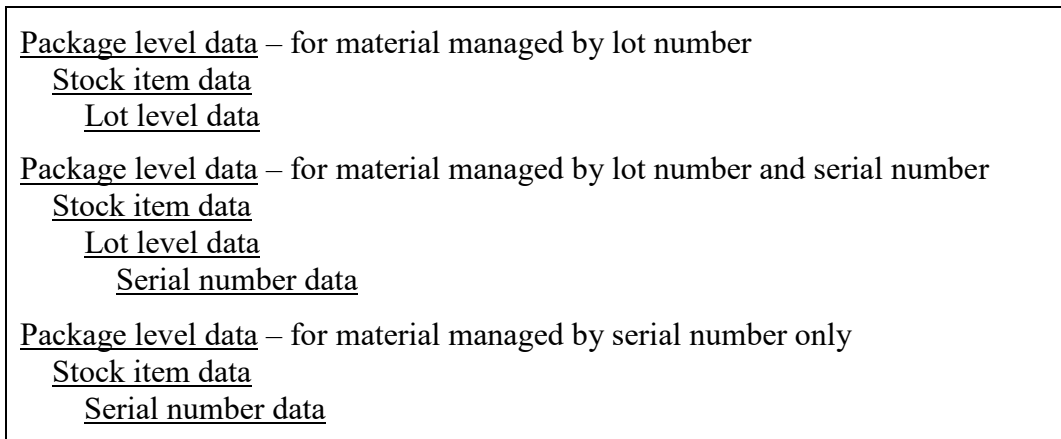 Package level data – for material managed by lot number
Stock item data
Lot level data
Package level data – for material managed by lot number and serial number
Stock item data
Lot level data
Serial number data
Package level data – for material managed by serial number only
Stock item data
Serial number data